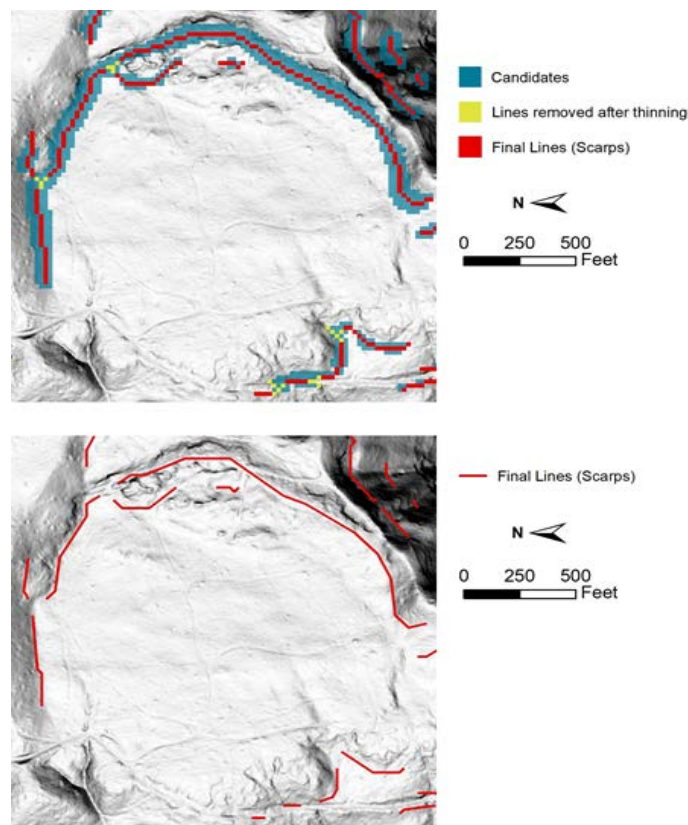 Candidates
Lines removed after thinning
Final Lines (Scarps)
N
0 250 500
Feet
Final Lines (Scarps)
N
0 250 500
Feet